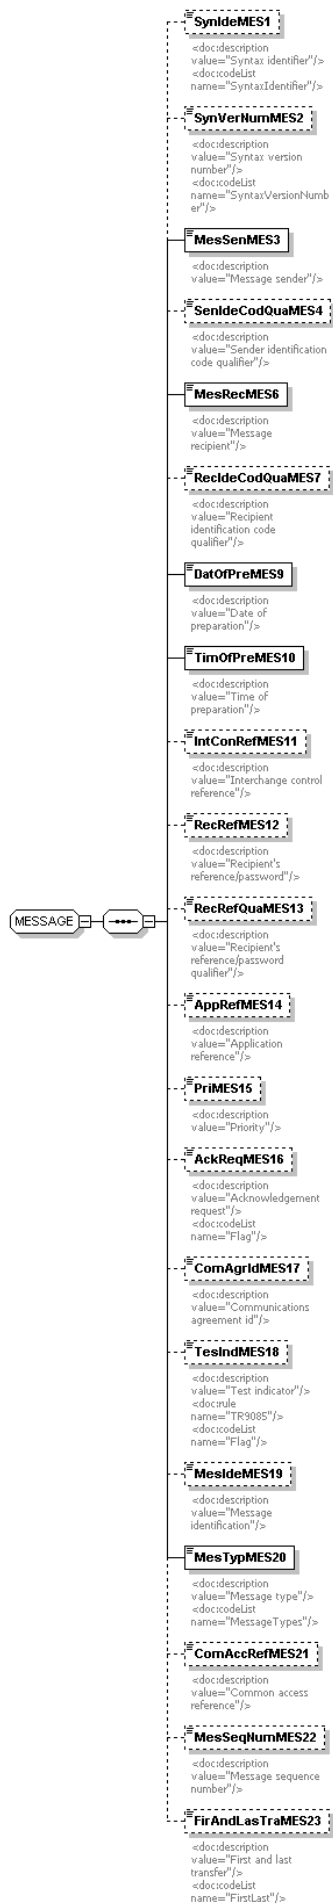 SynIdeMES1
<doc:description
value="Syntax identifier"/>
<doc:codeList
name="SyntaxIdentifier"/>
SynVerNumMES2
<doc:description
value="Syntax version
number"/>
<doc:codeList
name="SyntaxVersionNumb
er"/>
MesSenMES3
<doc:description
value="Message sender"/>
SenIdeCodQuaMES4
<doc:description
value="Sender identification
code qualifier"/>
MesRecMES6
<doc:description
value="Message
recipient"/>
RecIdeCodQuaMES7
<doc:description
value="Recipient
identification code
qualifier"/>
DatOfPreMES9
<doc:description
value="Date of
preparation"/>
TimOfPreMES10
<doc:description
value="Time of
preparation"/>
IntConRefMES11
<doc:description
value="Interchange control
reference"/>
RecRefMES12
<doc:description
value="Recipient's
reference/password"/>
MESSAGE
RecRefQuaMES13
<doc:description
value="Recipient's
reference/password
qualifier"/>
AppRefMES14
<doc:description
value="Application
reference"/>
PriMES15
<doc:description
value="Priority"/>
AckReqMES16
<doc:description
value="Acknowledgement
request"/>
<doc:codeList
name="Flag"/>
ComAgrIdMES17
<doc:description
value="Communications
agreement id"/>
TesIndMES18
<doc:description
value="Test indicator"/>
<doc:rule
name="TR9085"/>
<doc:codeList
name="Flag"/>
MesIdeMES19
<doc:description
value="Message
identification"/>
MesTypMES20
<doc:description
value="Message type"/>
<doc:codeList
name="MessageTypes"/>
ComAccRefMES21
<doc:description
value="Common access
reference"/>
MesSeqNumMES22
<doc:description
value="Message sequence
number"/>
FirAndLasTraMES23
<doc:description
value="First and last
transfer"/>
<doc:codeList
name="FirstLast"/>